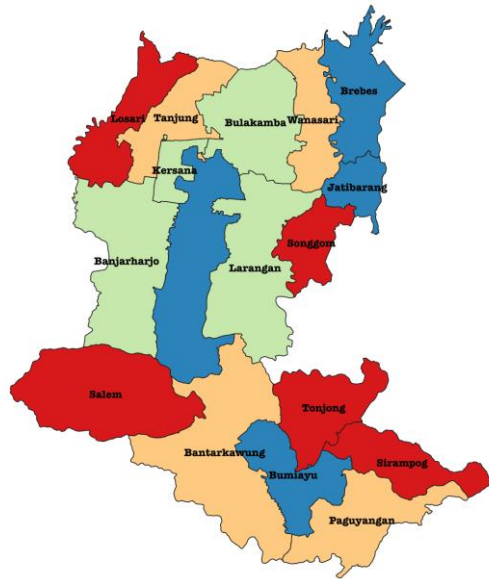 Brebes
Losari
Tanjung
Bulakamba
Wanasari
Kersana
Jatibarang
Songgom
Banjarharjo
Larangan
Salem
Tonjong
Bantarkawung
Sirampog
Bumiayu
Paguyangan